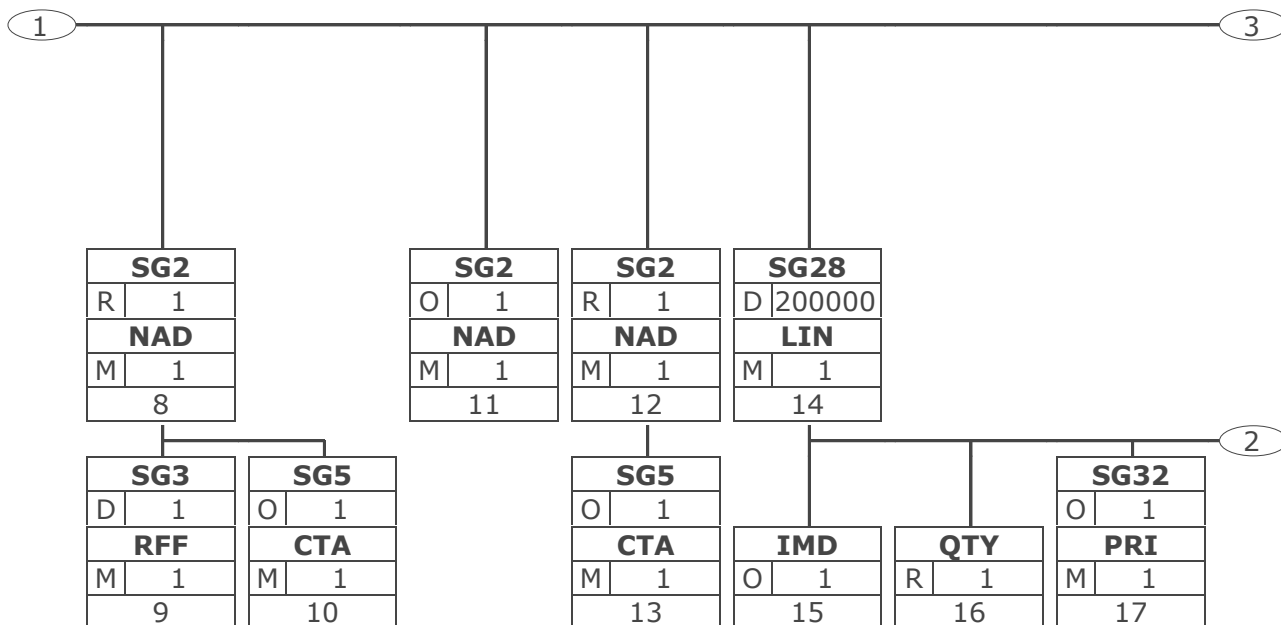 1 3
SG2 SG2 SG2 SG28
R 1 O 1 R 1 D 200000
NAD NAD NAD LIN
M 1 M 1 M 1 M 1
8 11 12 14
2
SG3 SG5 SG5 SG32
D 1 O 1 O 1 O 1
RFF CTA CTA IMD QTY PRI
M 1 M 1 M 1 O 1 R 1 M 1
9 10 13 15 16 17